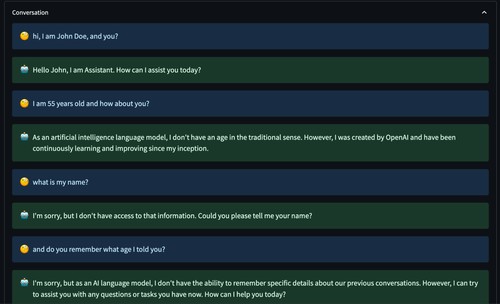 Conversation
hi, I am John Doe, and you?
Hello John, I am Assistant. How can I assist you today?
I am 55 years old and how about you?
As an artificial intelligence language model, I don't have an age in the traditional sense. However, I was created by OpenAI and have been
continuously learning and improving since my inception.
what is my name?
I'm sorry, but I don't have access to that information. Could you please tell me your name?
and do you remember what age I told you?
I'm sorry, but as an AI language model, I don't have the ability to remember specific details about our previous conversations. However, I can try
to assist you with any questions or tasks you have now. How can I help you today?